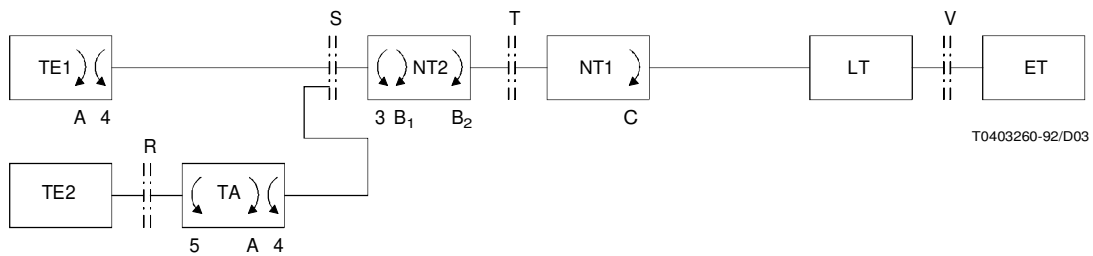 S T V
TE1 NT2 NT1 LT ET
A 4 3 B1 B2 C
T0403260-92/D03
R
TE2 TA
5 A 4